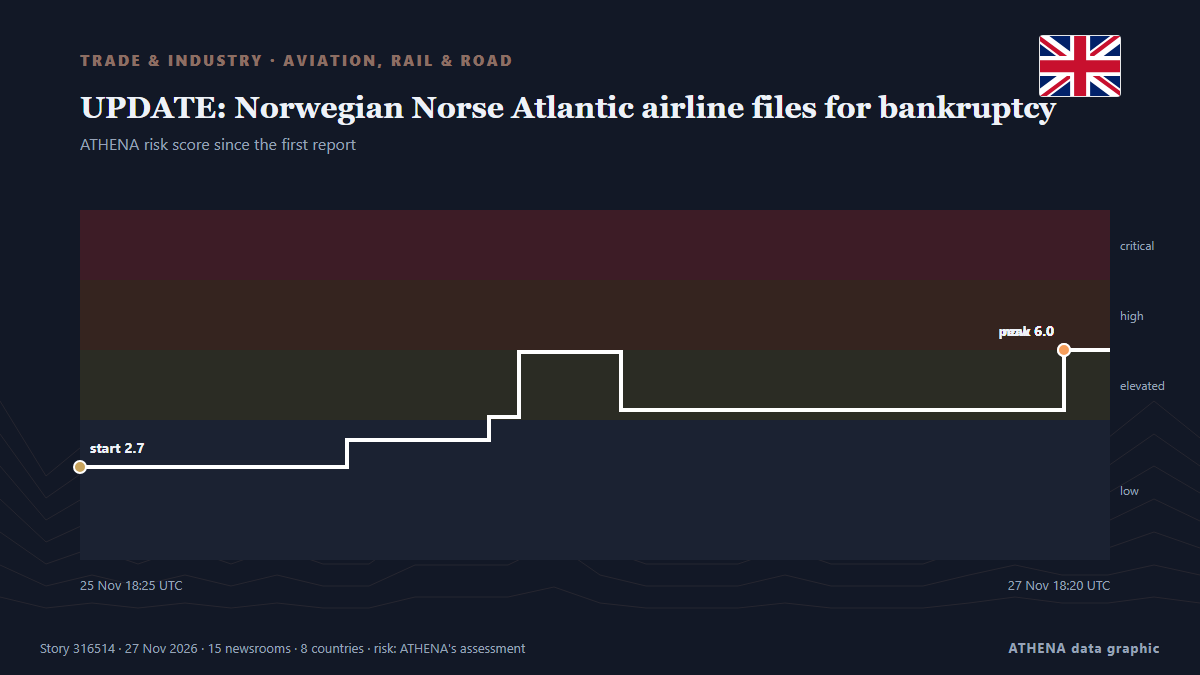 TRADE & INDUSTRY · AVIATION, RAIL & ROAD
UPDATE: Norwegian Norse Atlantic airline files for bankruptcy
ATHENA risk score since the first report
critical
high
peak 6.0
elevated
start 2.7
low
25 Nov 18:25 UTC
27 Nov 18:20 UTC
Story 316514 · 27 Nov 2026 · 15 newsrooms · 8 countries · risk: ATHENA's assessment
ATHENA data graphic